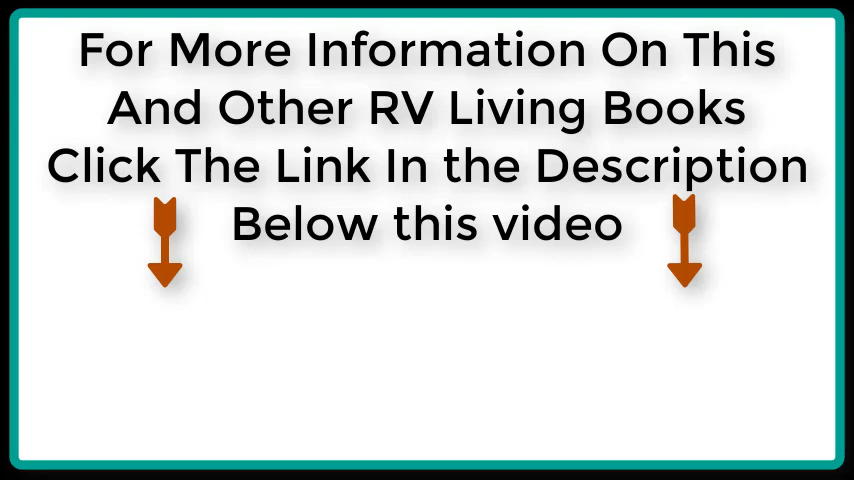 For More Information On This
And Other RV Living Books
Click The Link In the Description
Below this video